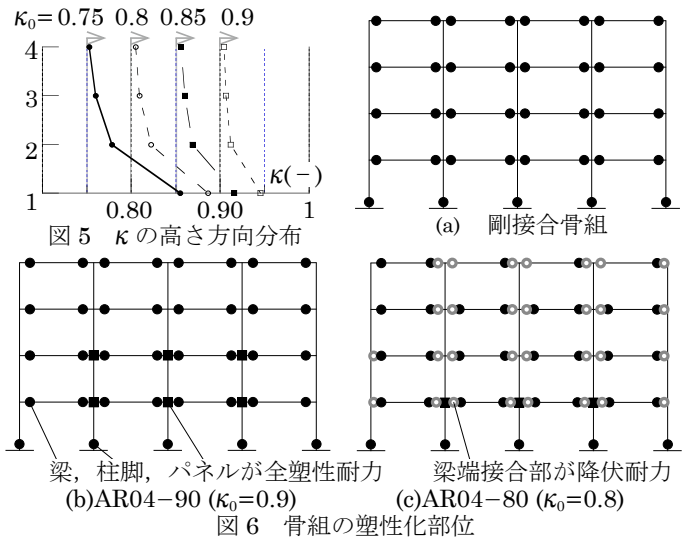 κ₀=0.75 0.8 0.85 0.9
4
3
2
1
κ(−)
0.80 0.90 1
図 5 κ の高さ方向分布
(a) 剛接合骨組
梁，柱脚，パネルが全塑性耐力
(b)AR04−90 (κ₀=0.9)
梁端接合部が降伏耐力
(c)AR04−80 (κ₀=0.8)
図 6 骨組の塑性化部位